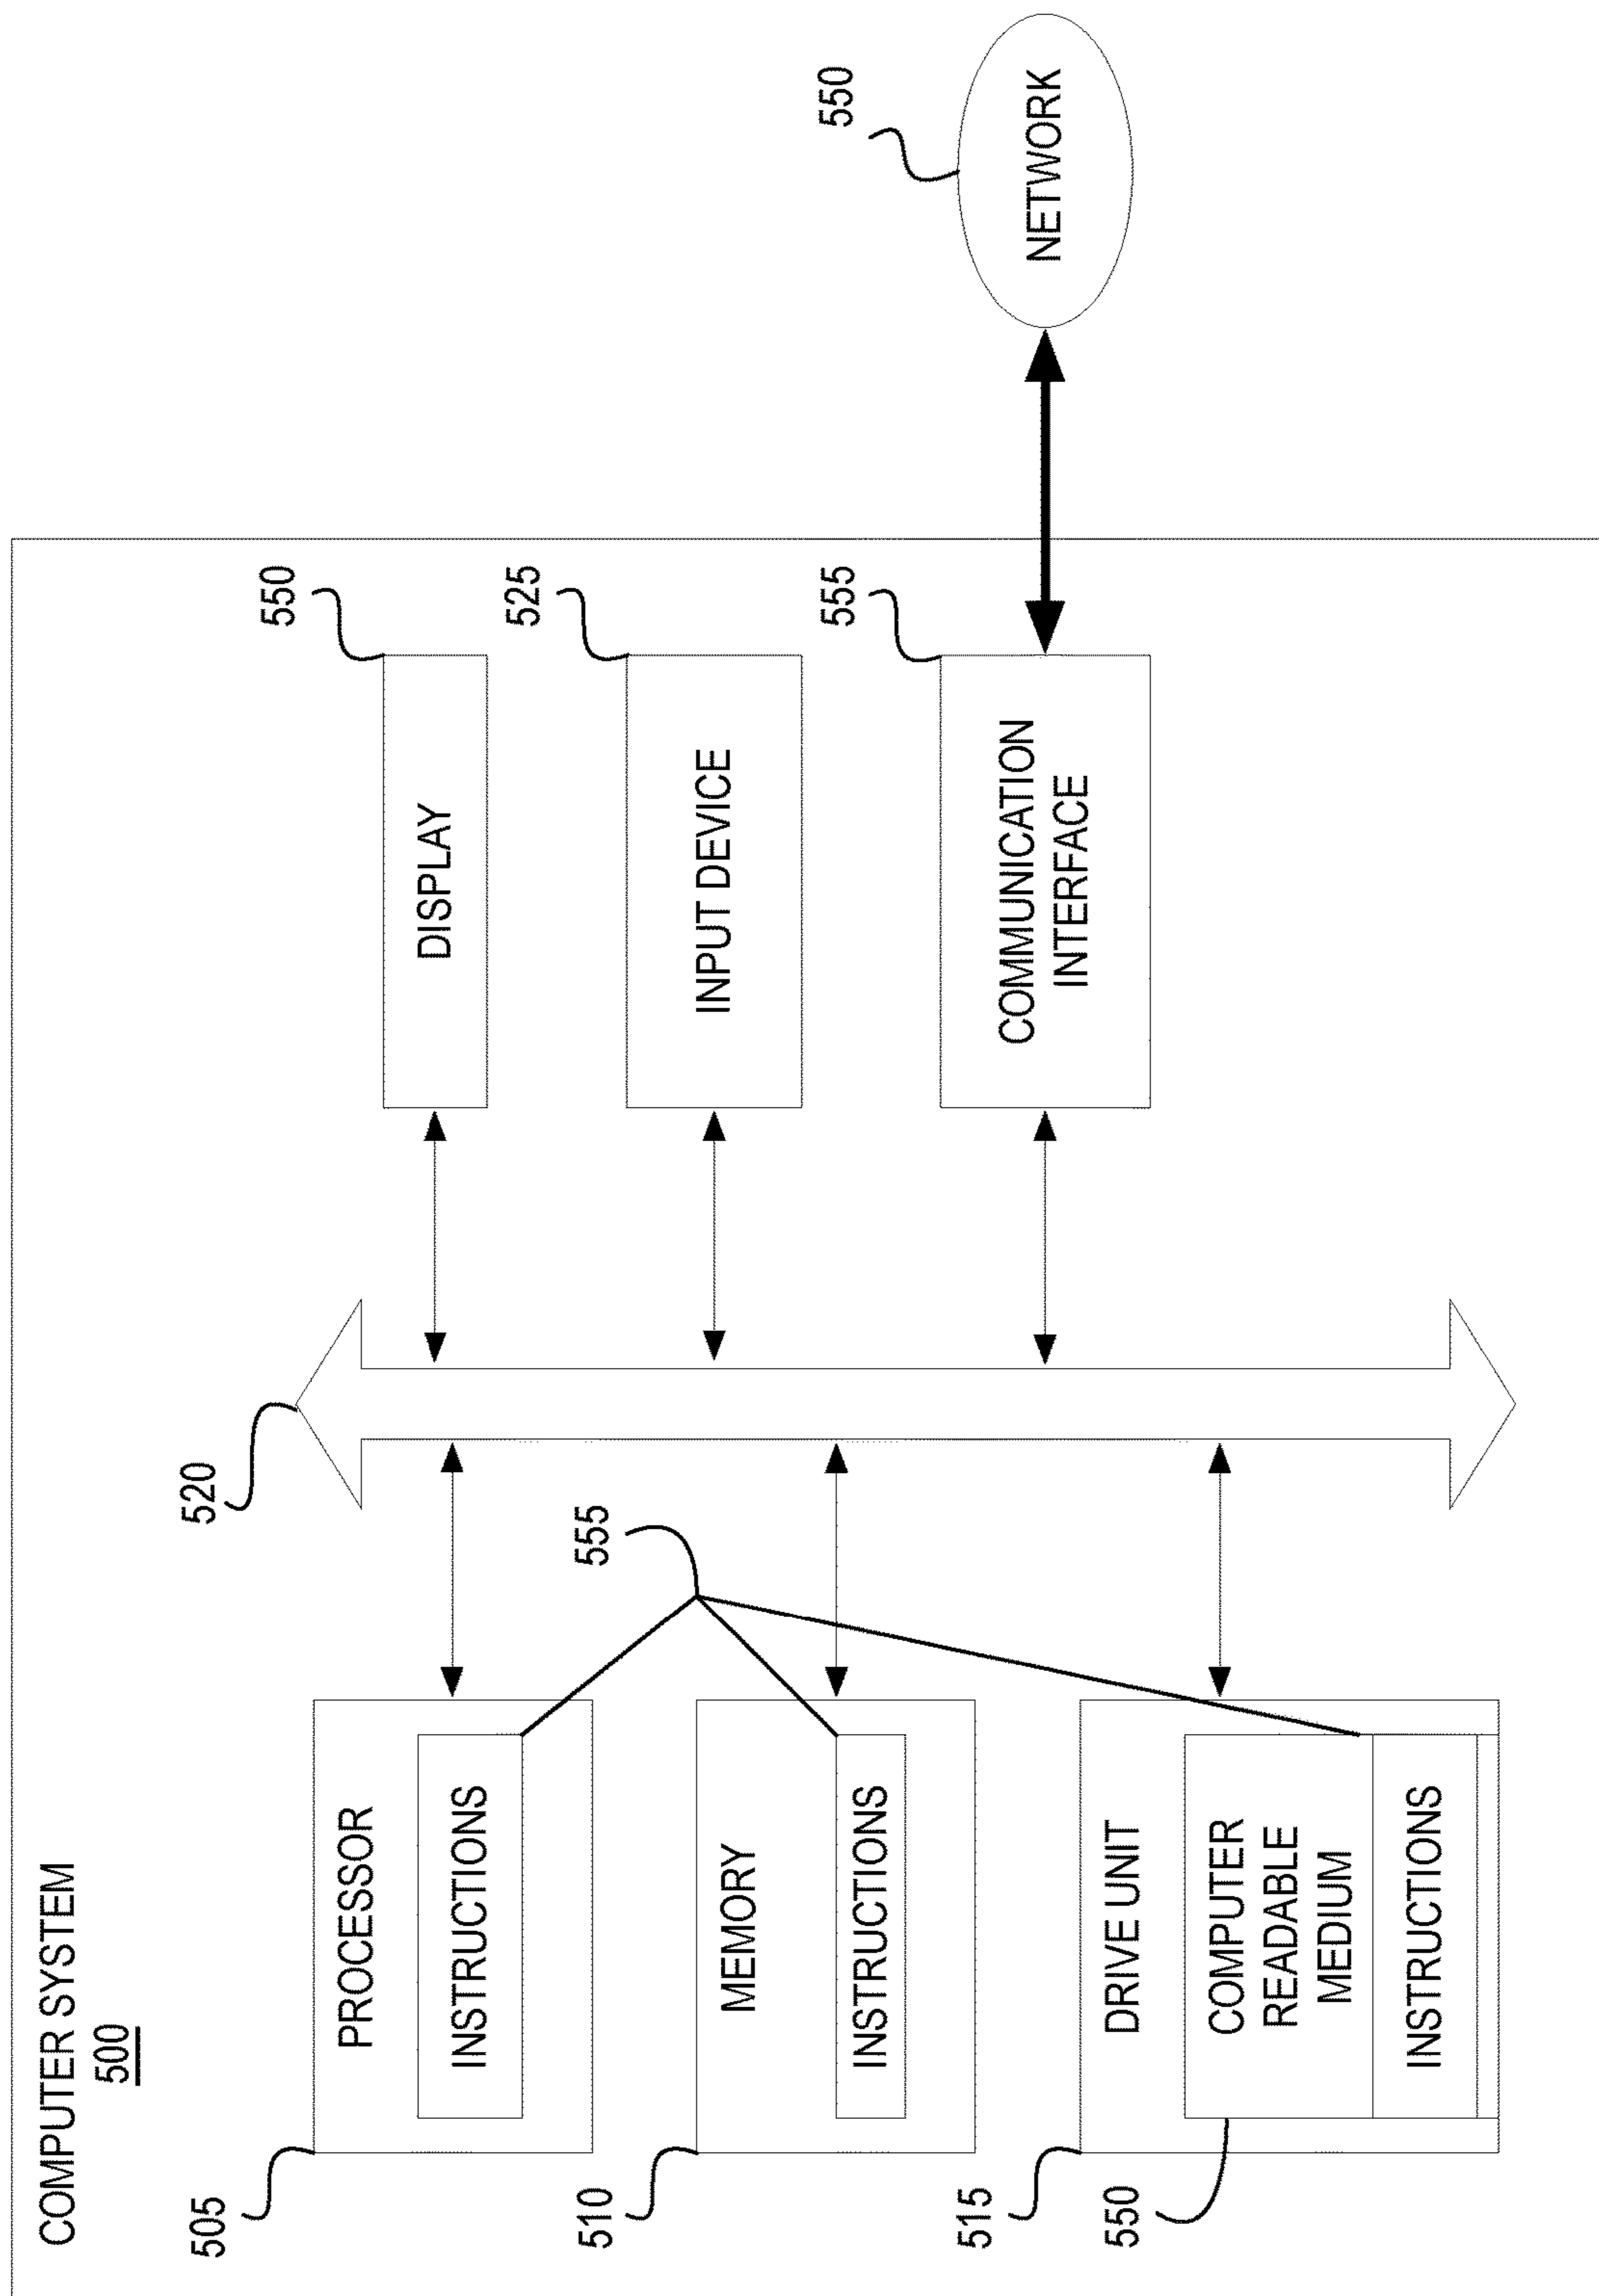 COMPUTER SYSTEM
500
505
PROCESSOR
INSTRUCTIONS
510
MEMORY
INSTRUCTIONS
515
DRIVE UNIT
550
COMPUTER
READABLE
MEDIUM
INSTRUCTIONS
555
520
550
DISPLAY
525
INPUT DEVICE
555
COMMUNICATION
INTERFACE
550
NETWORK